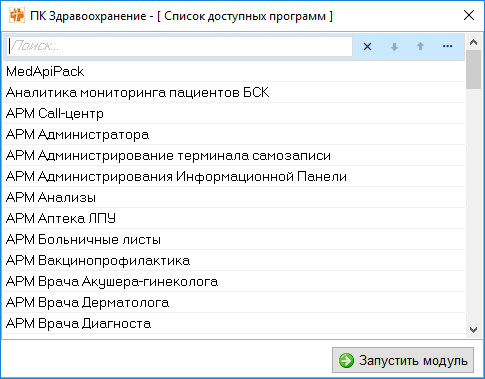 ПК Здравоохранение - [ Список доступных программ ]
Поиск...
MedApiPack
Аналитика мониторинга пациентов БСК
АРМ Call-центр
АРМ Администратора
АРМ Администрирование терминала самозаписи
АРМ Администрирования Информационной Панели
АРМ Анализы
АРМ Аптека ЛПУ
АРМ Больничные листы
АРМ Вакцинопрофилактика
АРМ Врача Акушера-гинеколога
АРМ Врача Дерматолога
АРМ Врача Диагноста
Запустить модуль